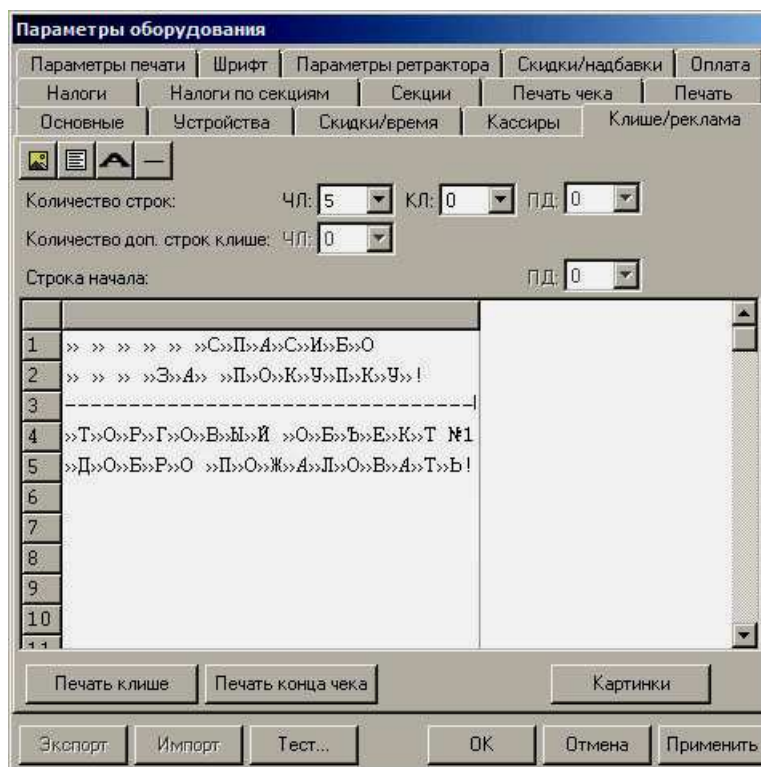 Параметры оборудования
Параметры печати Шрифт Параметры ретрактора Скидки/надбавки Оплата
Налоги Налоги по секциям Секции Печать чека Печать
Основные Устройства Скидки/время Кассиры Клише/реклама
Количество строк: ЧЛ: 5 КЛ: 0 ПД: 0
Количество доп. строк клише: ЧЛ: 0
Строка начала: ПД: 0
1 » » » » » »С»П»А»С»И»Б»О
2 » » » »З»А» »П»О»К»У»П»К»У»!
3 ----------------------------------
4 »Т»О»Р»Г»О»В»Ы»Й »О»Б»Ъ»Е»К»Т №1
5 »Д»О»Б»Р»О »П»О»Ж»А»Л»О»В»А»Т»Ь!
6
7
8
9
10
11
Печать клише Печать конца чека Картинки
Экспорт Импорт Тест... OK Отмена Применить